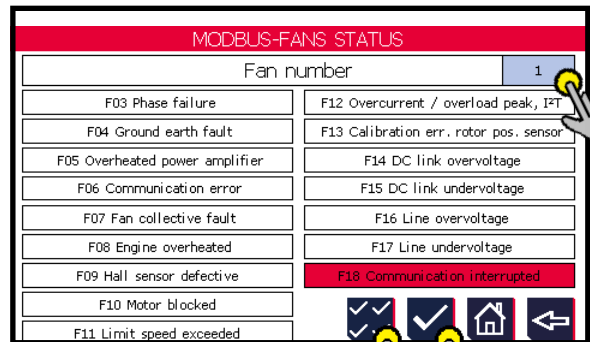 MODBUS-FANS STATUS
Fan number 1
F03 Phase failure
F04 Ground earth fault
F05 Overheated power amplifier
F06 Communication error
F07 Fan collective fault
F08 Engine overheated
F09 Hall sensor defective
F10 Motor blocked
F11 Limit speed exceeded
F12 Overcurrent / overload peak, I²T
F13 Calibration err. rotor pos. sensor
F14 DC link overvoltage
F15 DC link undervoltage
F16 Line overvoltage
F17 Line undervoltage
F18 Communication interrupted